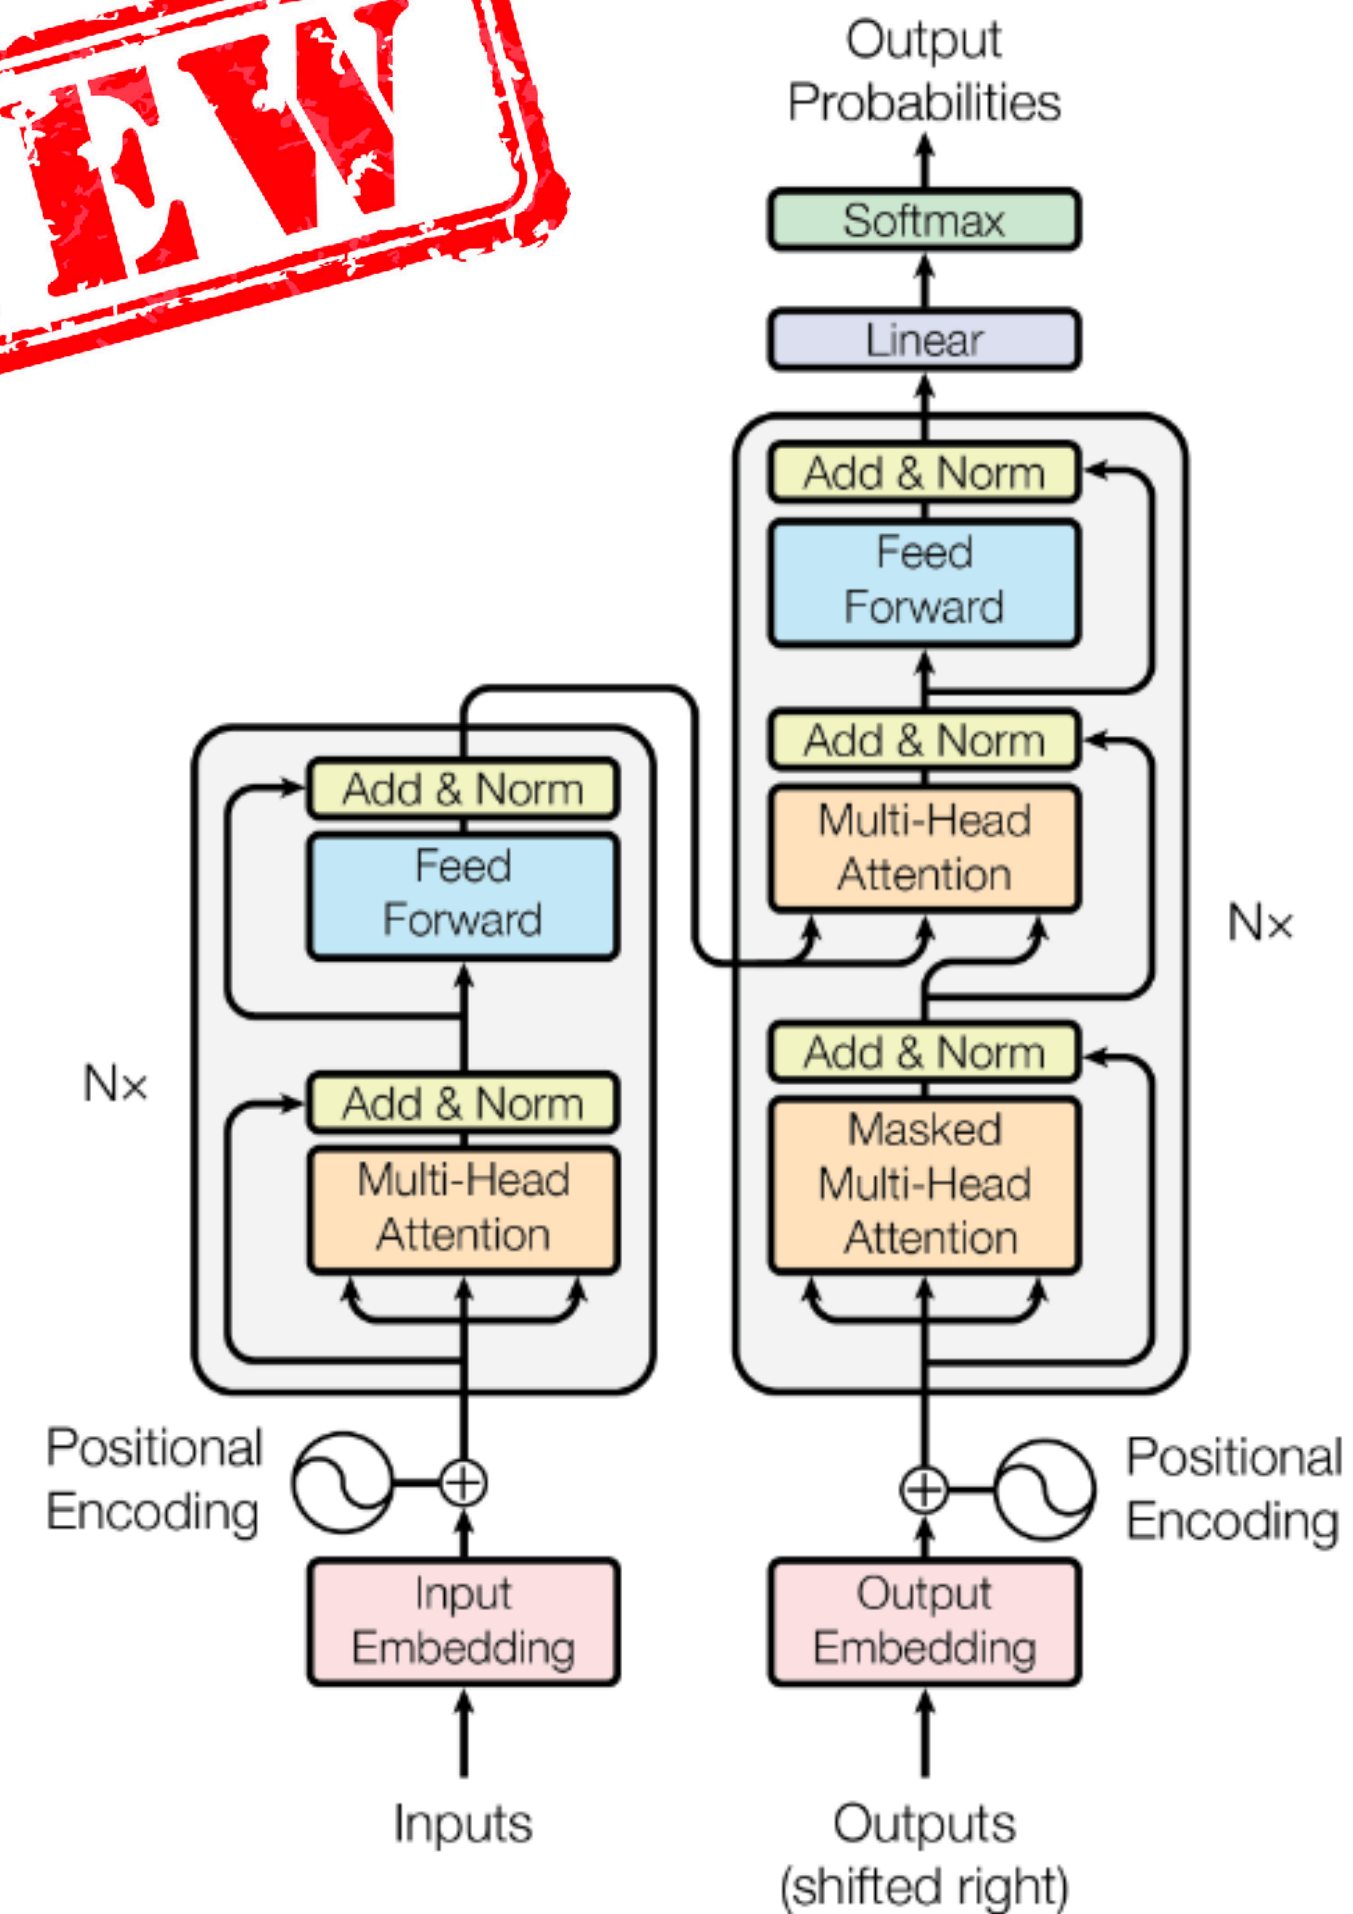 EW
Output
Probabilities
Softmax
Linear
Add & Norm
Feed
Forward
Add & Norm
Multi-Head
Attention
Nx
Add & Norm
Masked
Multi-Head
Attention
Add & Norm
Feed
Forward
Nx
Add & Norm
Multi-Head
Attention
Positional
Encoding
Positional
Encoding
Input
Embedding
Output
Embedding
Inputs
Outputs
(shifted right)